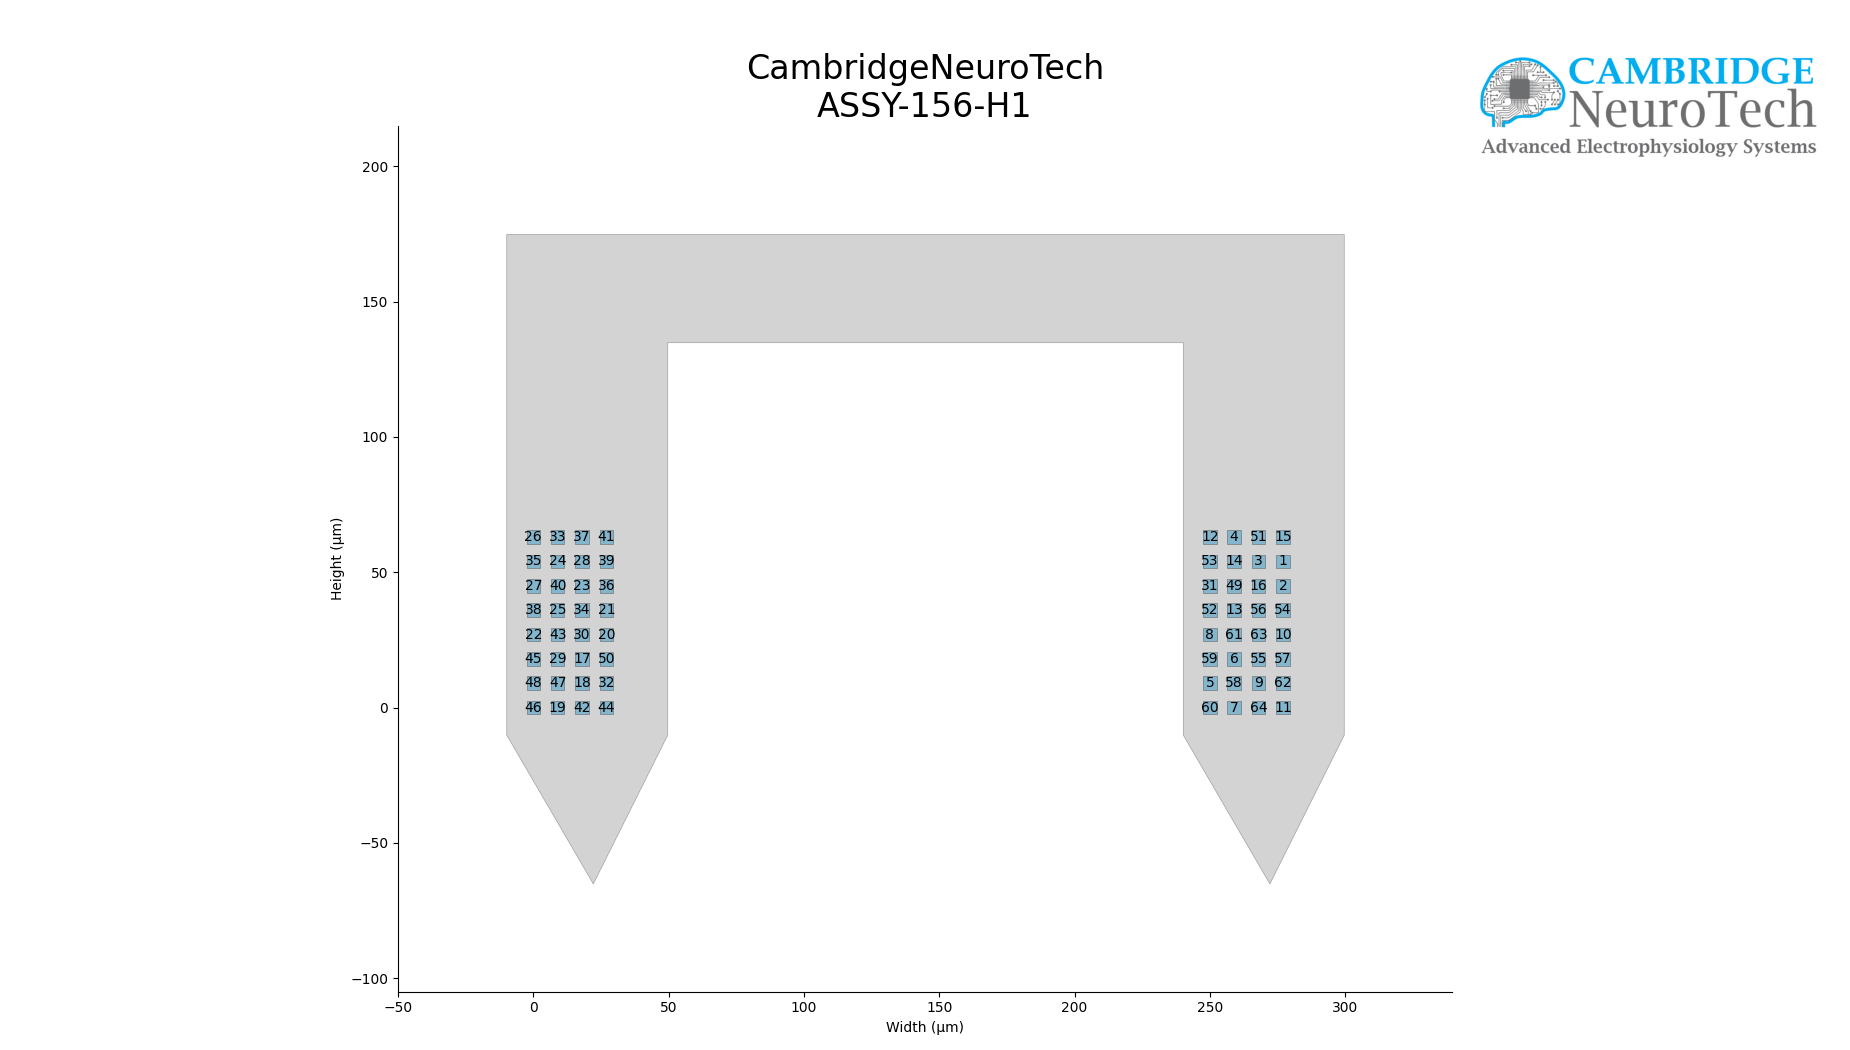 CambridgeNeuroTech
ASSY-156-H1
CAMBRIDGE
NeuroTech
Advanced Electrophysiology Systems
200
150
100
50
0
−50
−100
Height (μm)
26 33 37 41
35 24 28 39
27 40 23 36
38 25 34 21
22 43 30 20
45 29 17 50
48 47 18 32
46 19 42 44
12 4 51 15
53 14 3 1
31 49 16 2
52 13 56 54
8 61 63 10
59 6 55 57
5 58 9 62
60 7 64 11
−50 0 50 100 150 200 250 300
Width (μm)